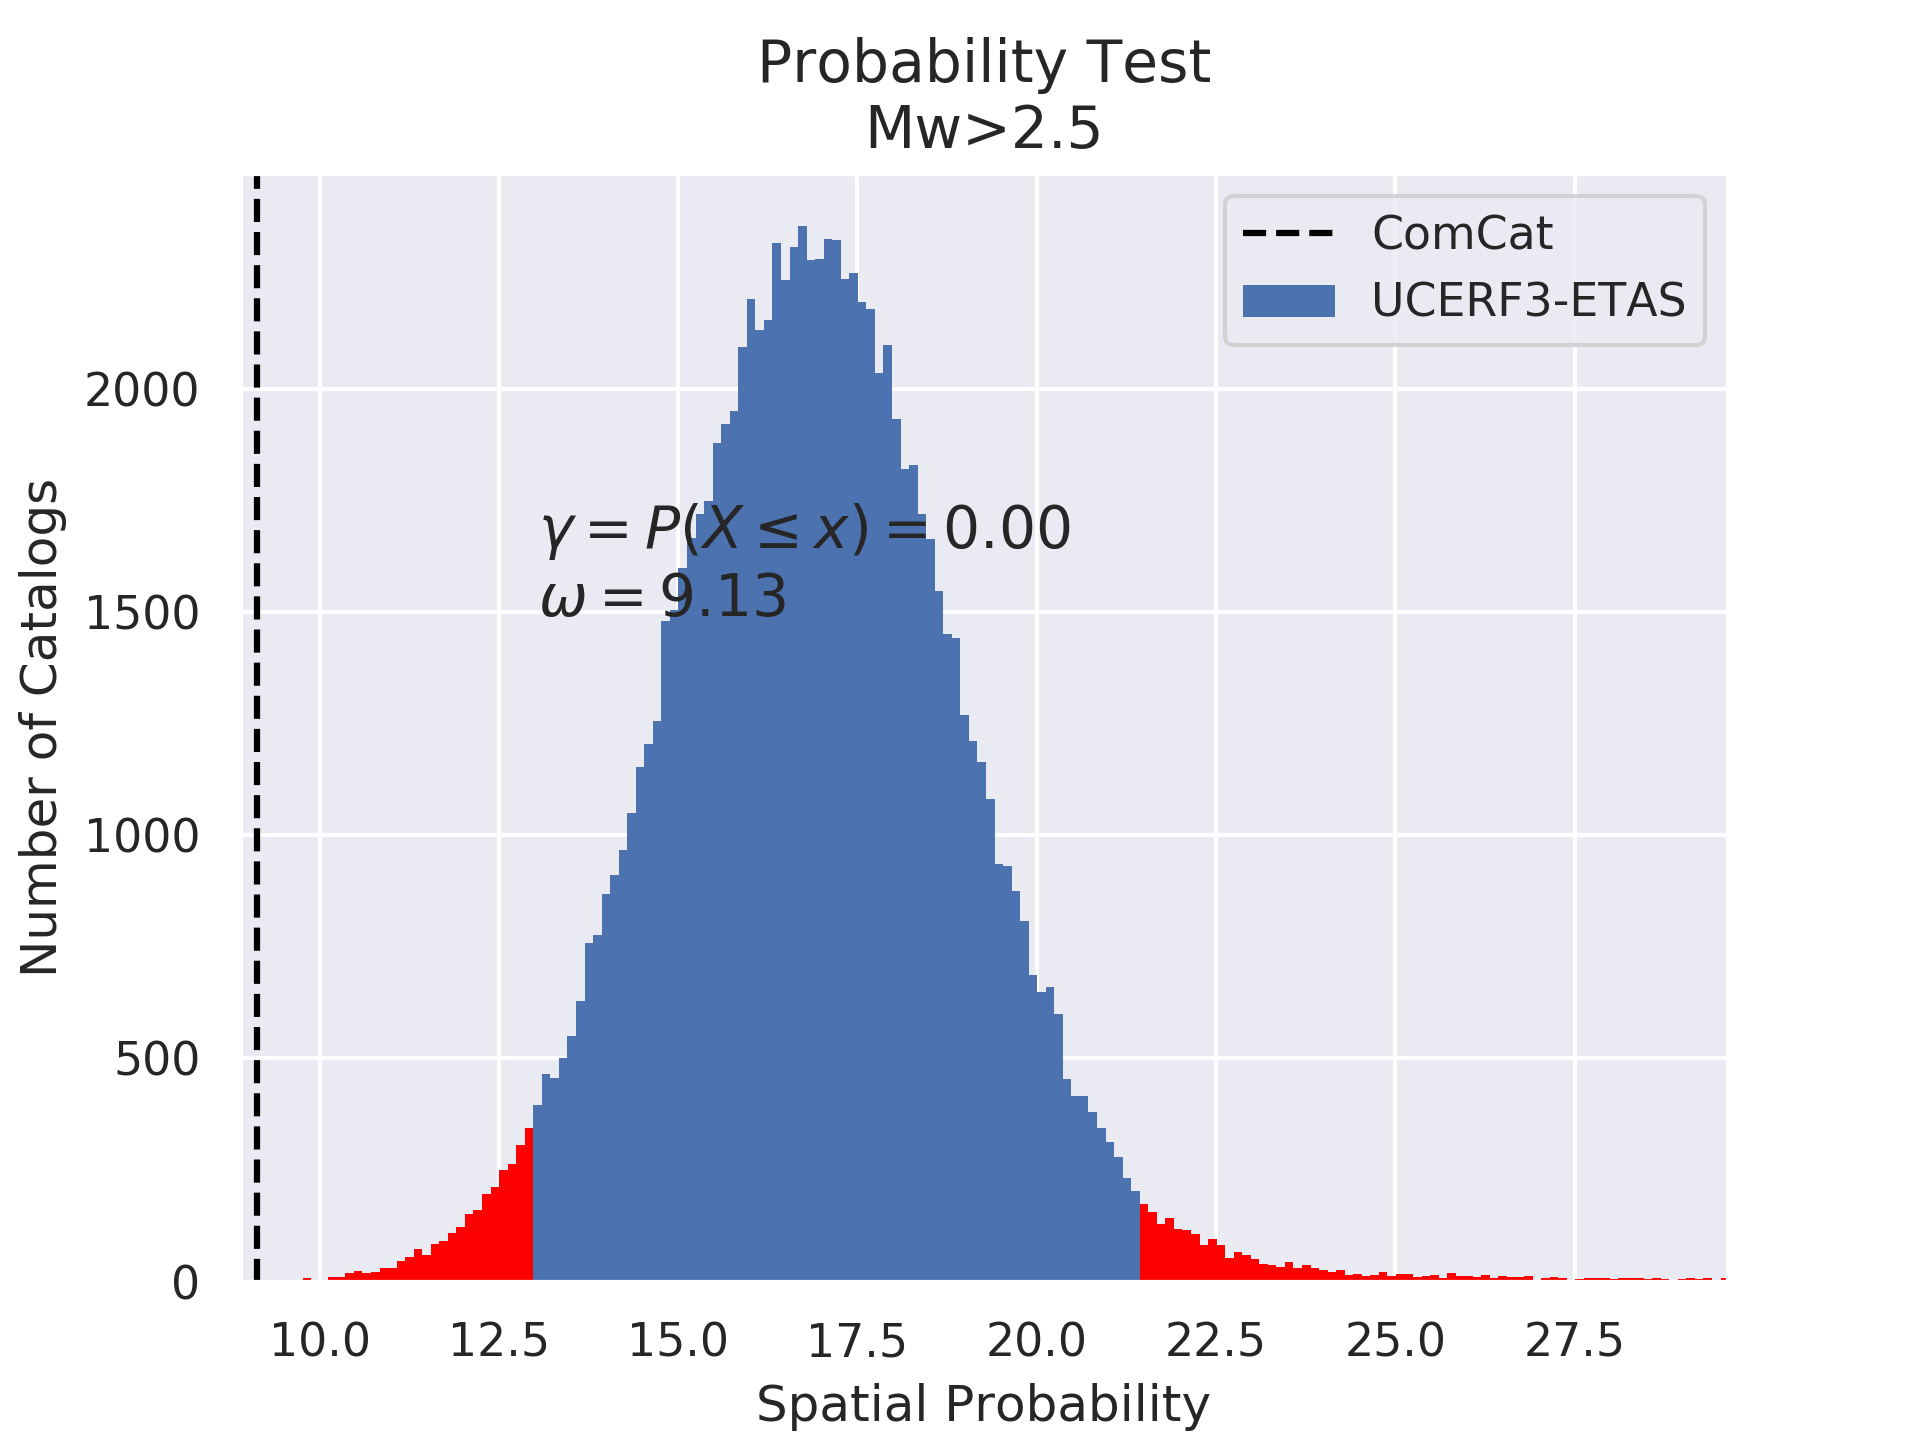 Probability Test
Mw>2.5
ComCat
UCERF3-ETAS
γ = P(X ≤ x) = 0.00
ω = 9.13
Number of Catalogs
2000
1500
1000
500
0
10.0 12.5 15.0 17.5 20.0 22.5 25.0 27.5
Spatial Probability